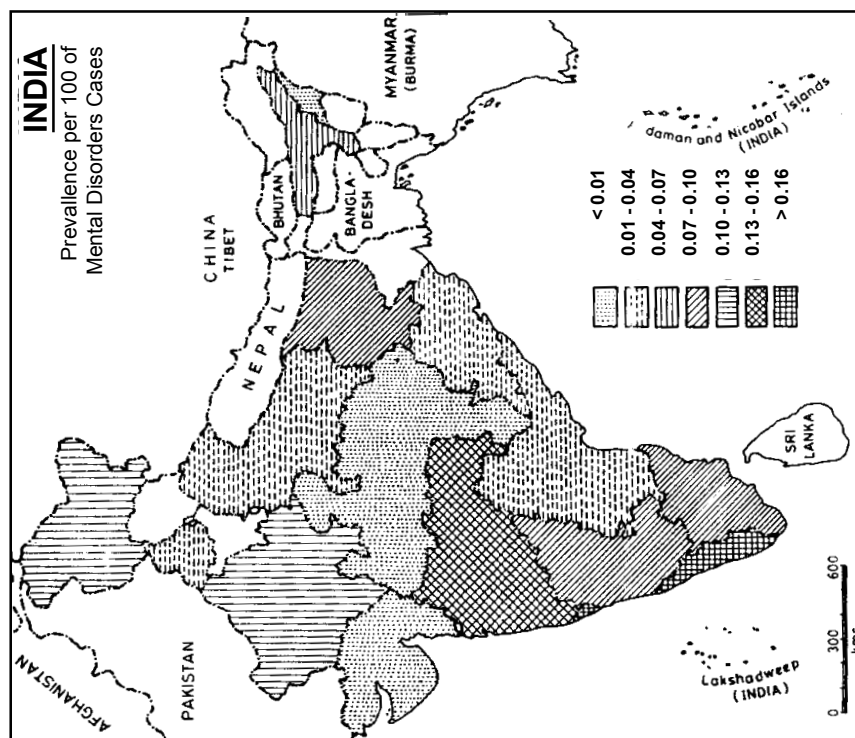 INDIA
Prevallence per 100 of
Mental Disorders Cases
AFGHANISTAN
PAKISTAN
CHINA
TIBET
NEPAL
BHUTAN
BANGLA-
DESH
MYANMAR
(BURMA)
< 0.01
0.01 - 0.04
0.04 - 0.07
0.07 - 0.10
0.10 - 0.13
0.13 - 0.16
> 0.16
daman and Nicobar Islands
(INDIA)
SRI
LANKA
Lakshadweep
(INDIA)
0 300 600